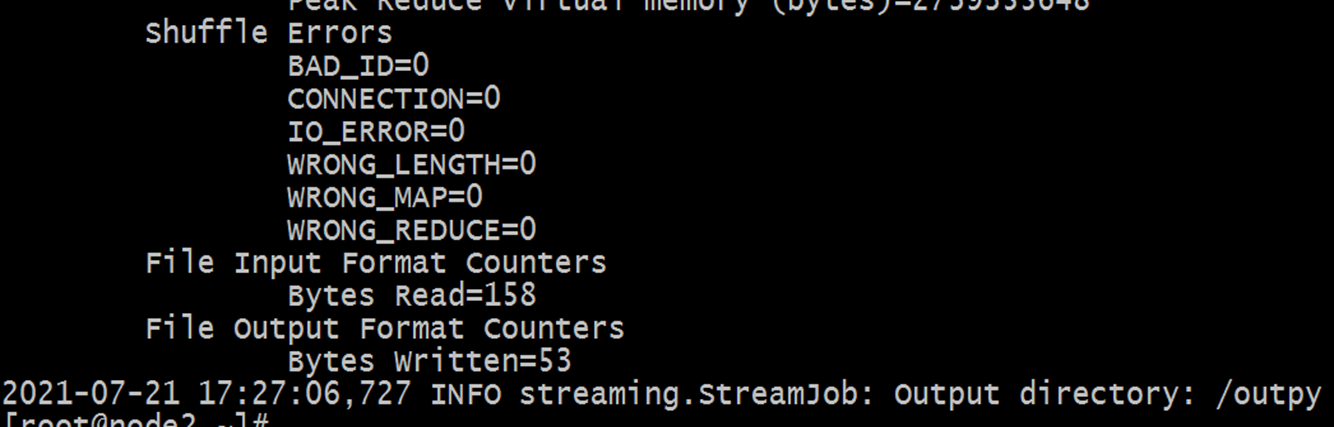 Peak Reduce Virtual memory (bytes)=2759553648
Shuffle Errors
BAD_ID=0
CONNECTION=0
IO_ERROR=0
WRONG_LENGTH=0
WRONG_MAP=0
WRONG_REDUCE=0
File Input Format Counters
Bytes Read=158
File Output Format Counters
Bytes Written=53
2021-07-21 17:27:06,727 INFO streaming.StreamJob: Output directory: /outpy
[root@node2 ~]#